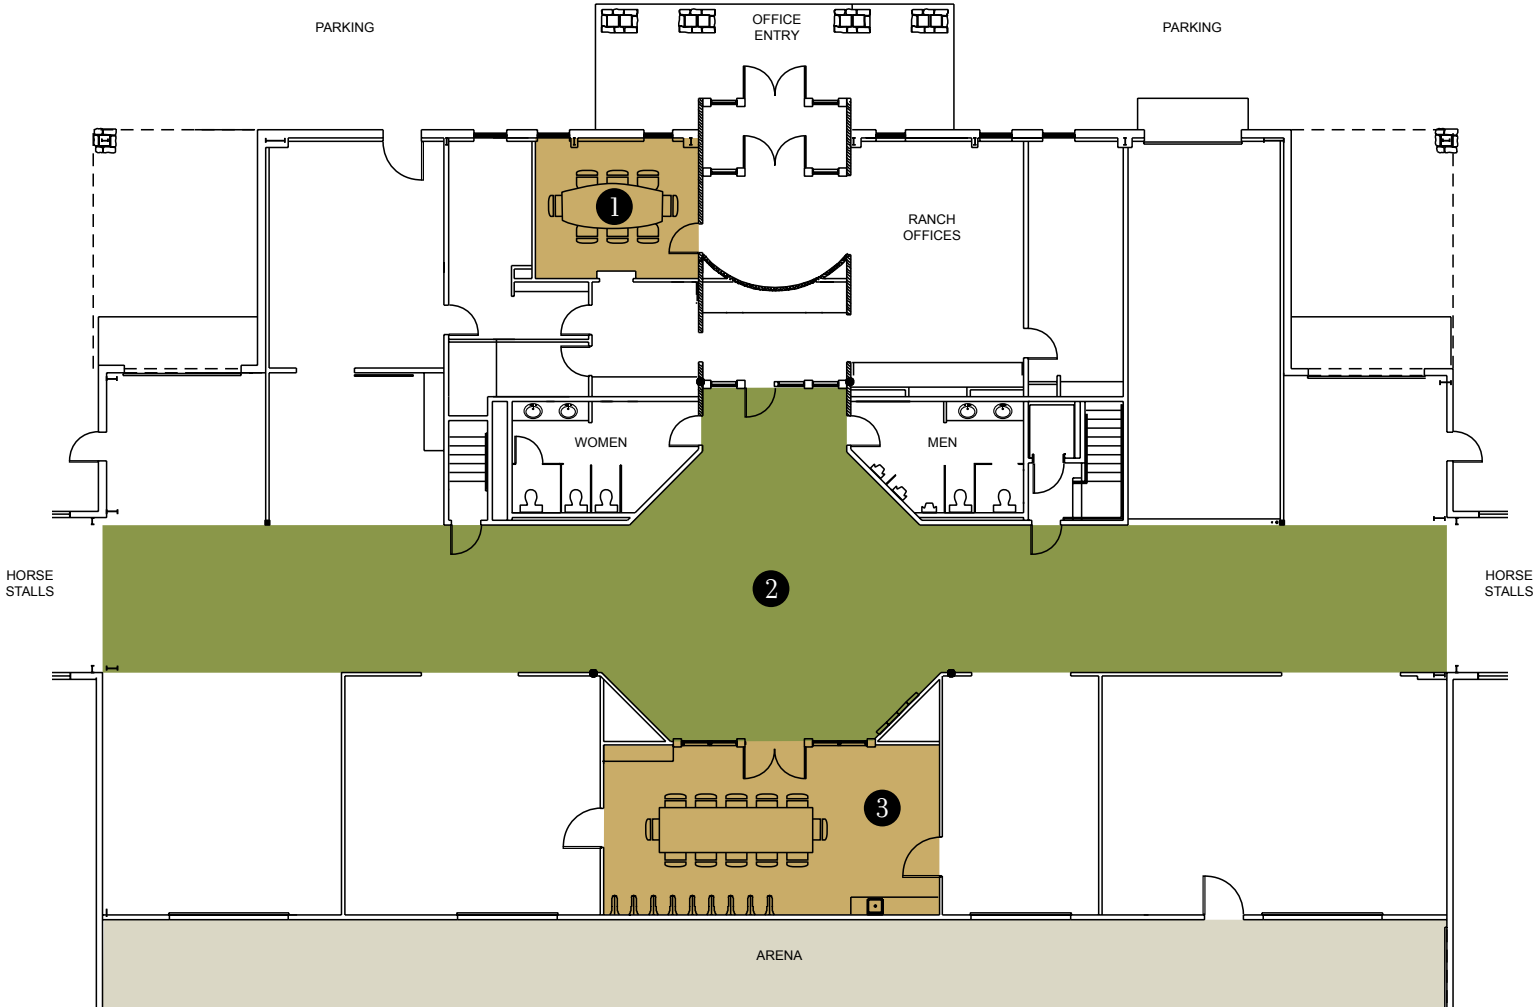 PARKING
OFFICE
ENTRY
PARKING
1
RANCH
OFFICES
WOMEN
MEN
HORSE
STALLS
2
HORSE
STALLS
3
ARENA